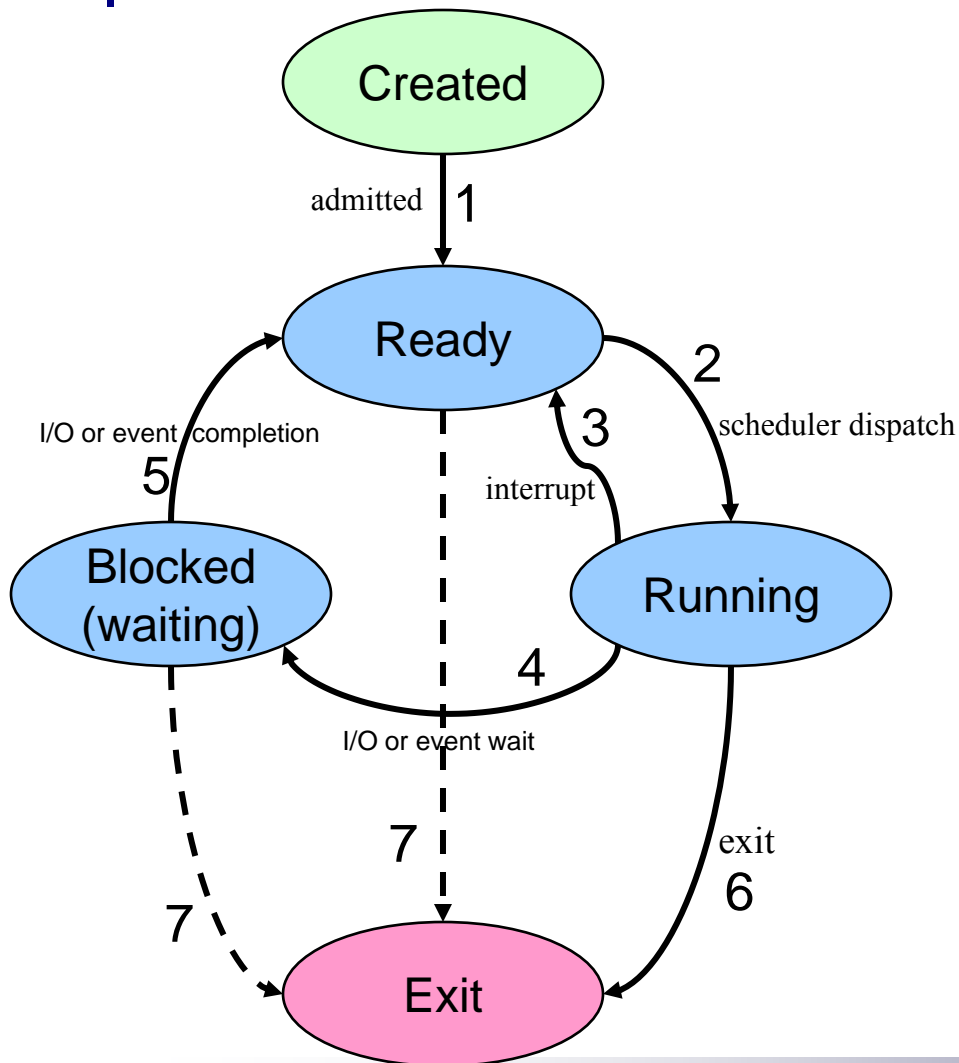 Created
admitted 1
Ready
2
scheduler dispatch
3
interrupt
I/O or event completion
5
Blocked
(waiting)
Running
4
I/O or event wait
7
7
exit
6
Exit